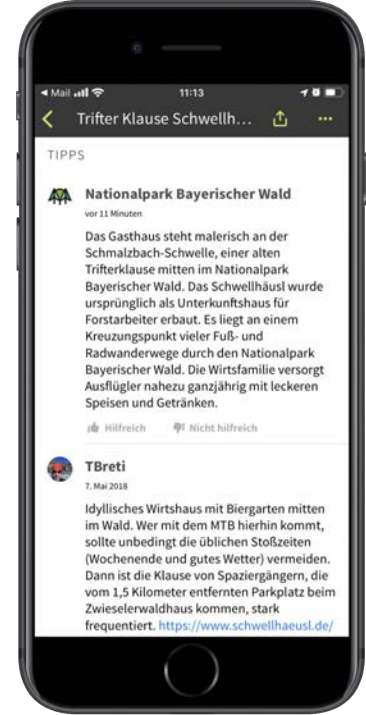 Mail
11:13
Trifter Klause Schwellh...
TIPPS
Nationalpark Bayerischer Wald
vor 11 Minuten
Das Gasthaus steht malerisch an der
Schmalzbach-Schwelle, einer alten
Trifterklause mitten im Nationalpark
Bayerischer Wald. Das Schwellhäusl wurde
ursprünglich als Unterkunftshaus für
Forstarbeiter erbaut. Es liegt an einem
Kreuzungspunkt vieler Fuß- und
Radwanderwege durch den Nationalpark
Bayerischer Wald. Die Wirtsfamilie versorgt
Ausflügler nahezu ganzjährig mit leckeren
Speisen und Getränken.
Hilfreich Nicht hilfreich
TBreti
7. Mai 2018
Idyllisches Wirtshaus mit Biergarten mitten
im Wald. Wer mit dem MTB hierhin kommt,
sollte unbedingt die üblichen Stoßzeiten
(Wochenende und gutes Wetter) vermeiden.
Dann ist die Klause von Spaziergängern, die
vom 1,5 Kilometer entfernten Parkplatz beim
Zwieselerwaldhaus kommen, stark
frequentiert. https://www.schwellhaeusl.de/